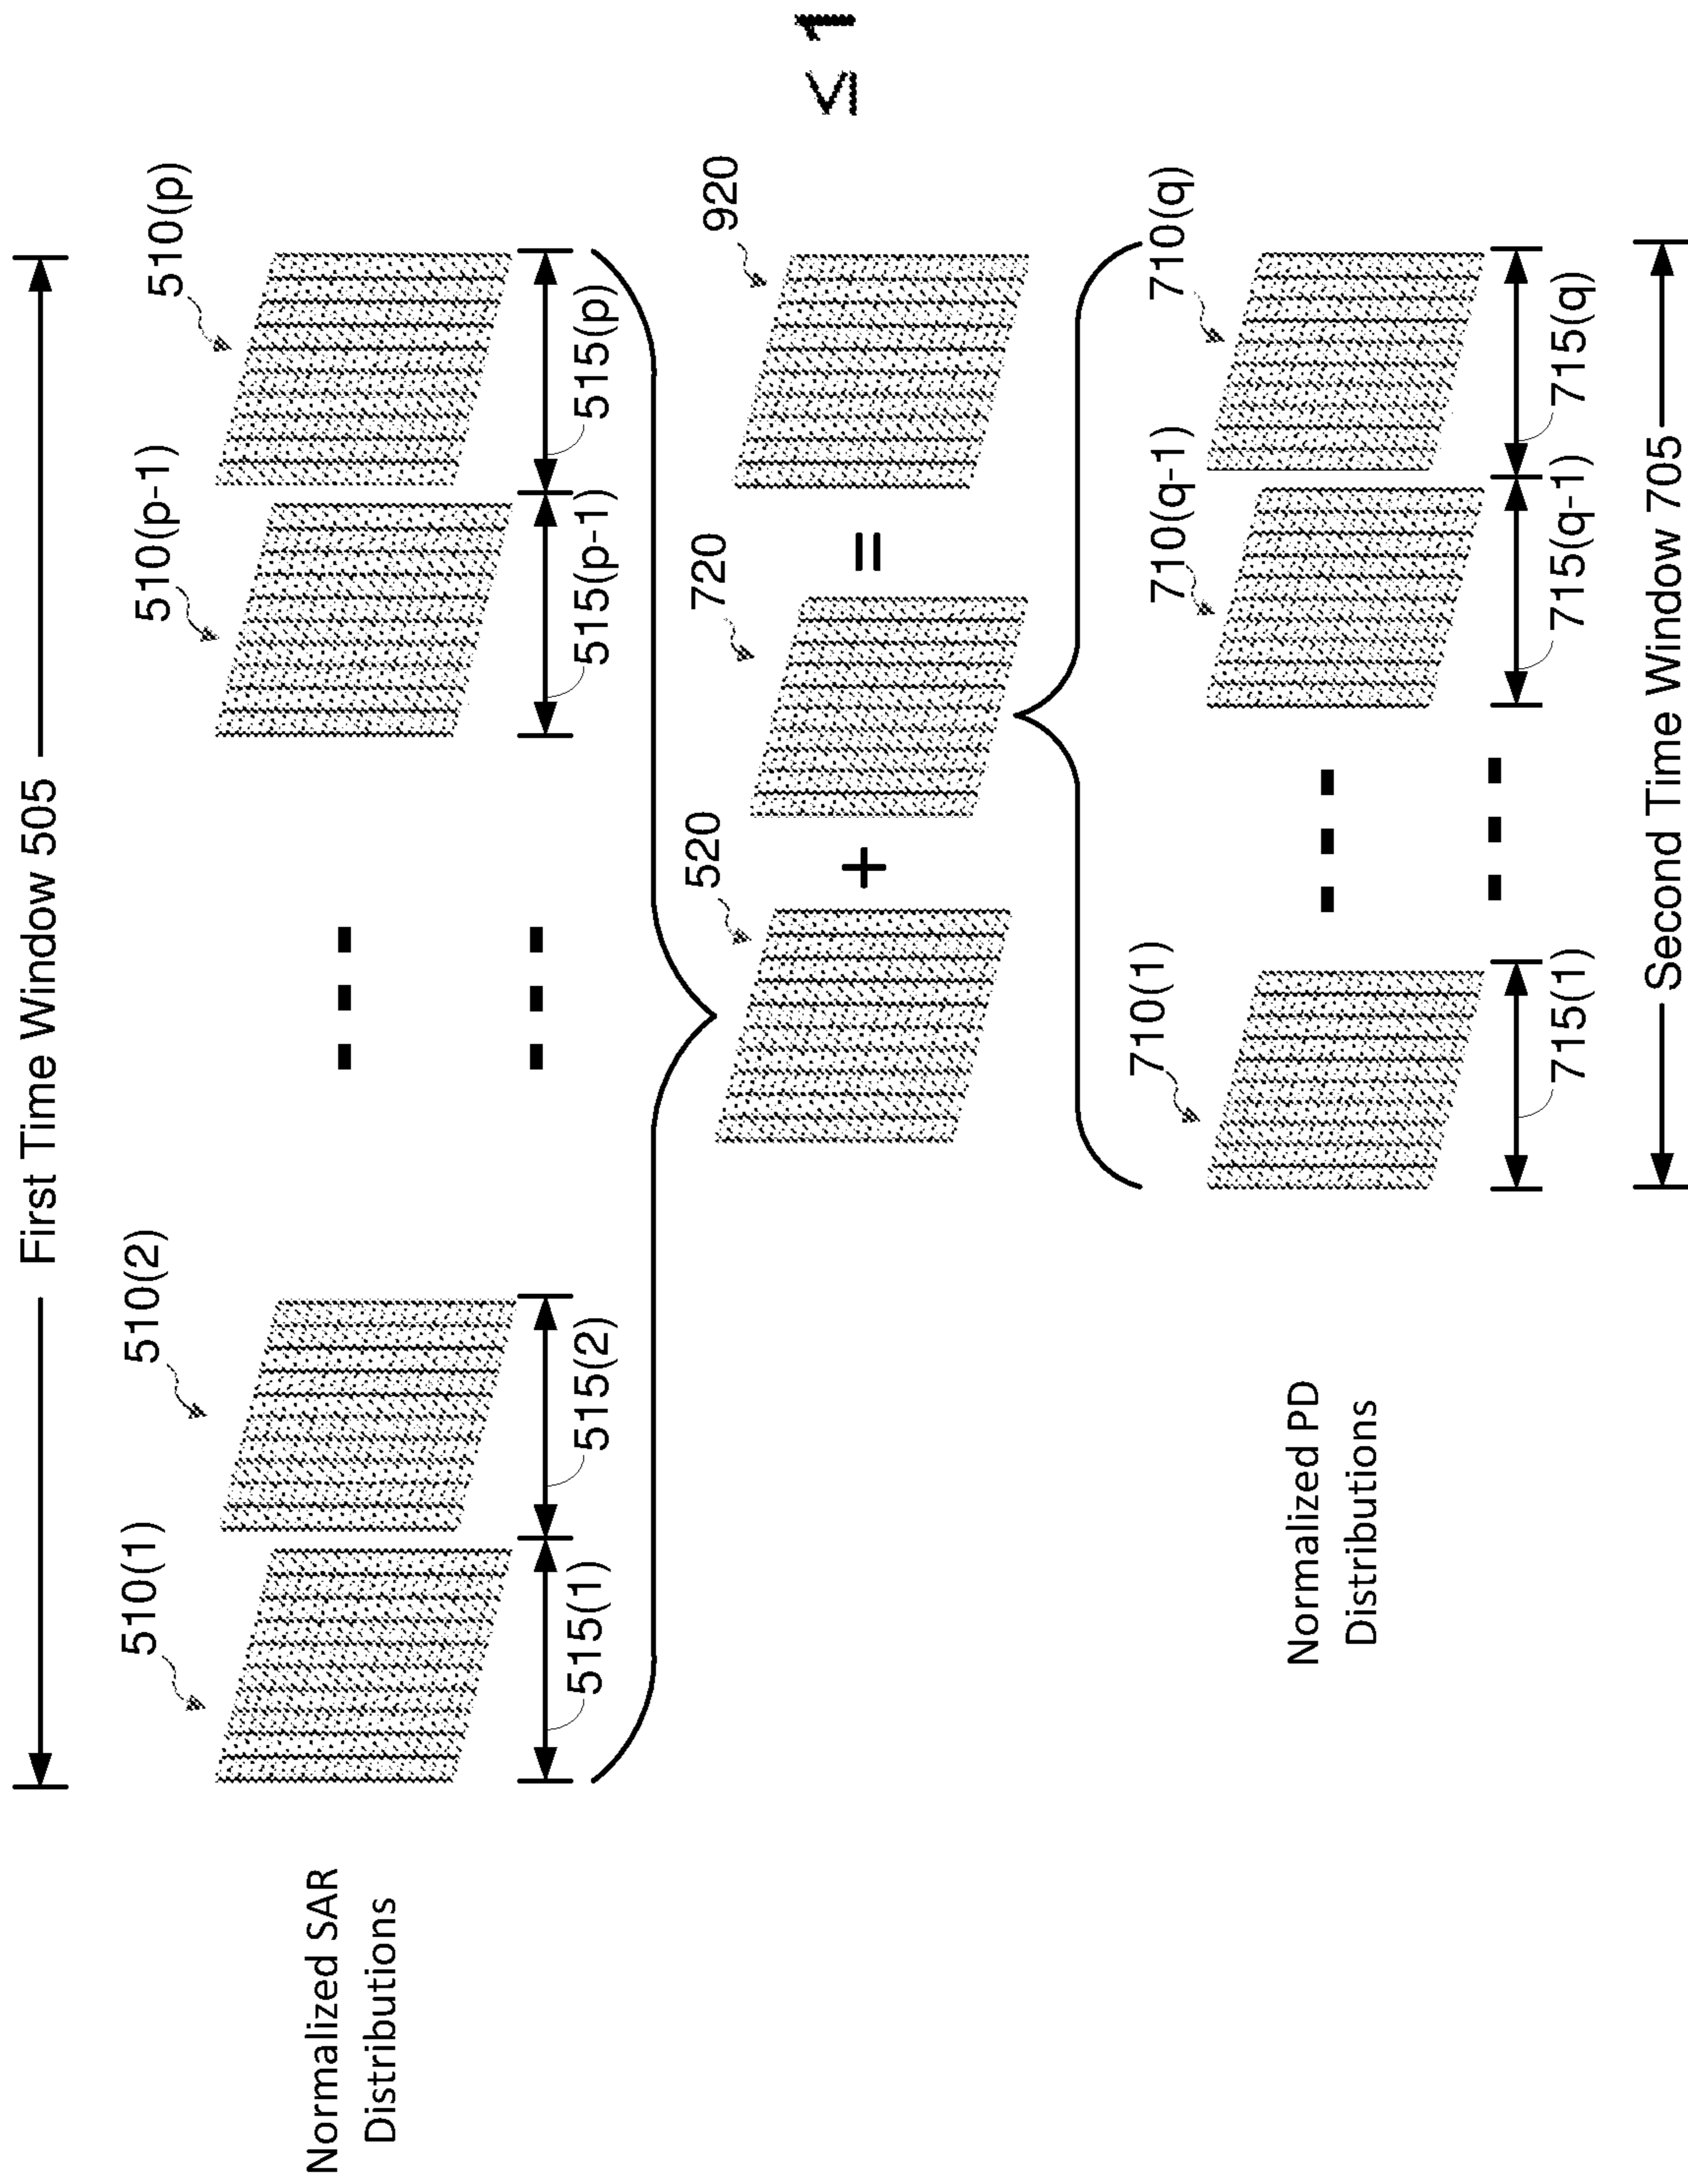 First Time Window 505
510(1)
510(2)
510(p-1)
510(p)
Normalized SAR
Distributions
515(1)
515(2)
515(p-1)
515(p)
520
+
720
=
920
≤ 1
710(1)
710(q-1)
710(q)
Normalized PD
Distributions
715(1)
715(q-1)
715(q)
Second Time Window 705